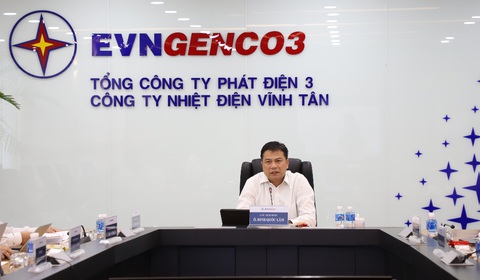 EVNGENCO3
TỔNG CÔNG TY PHÁT ĐIỆN 3
CÔNG TY NHIỆT ĐIỆN VĨNH TÂN